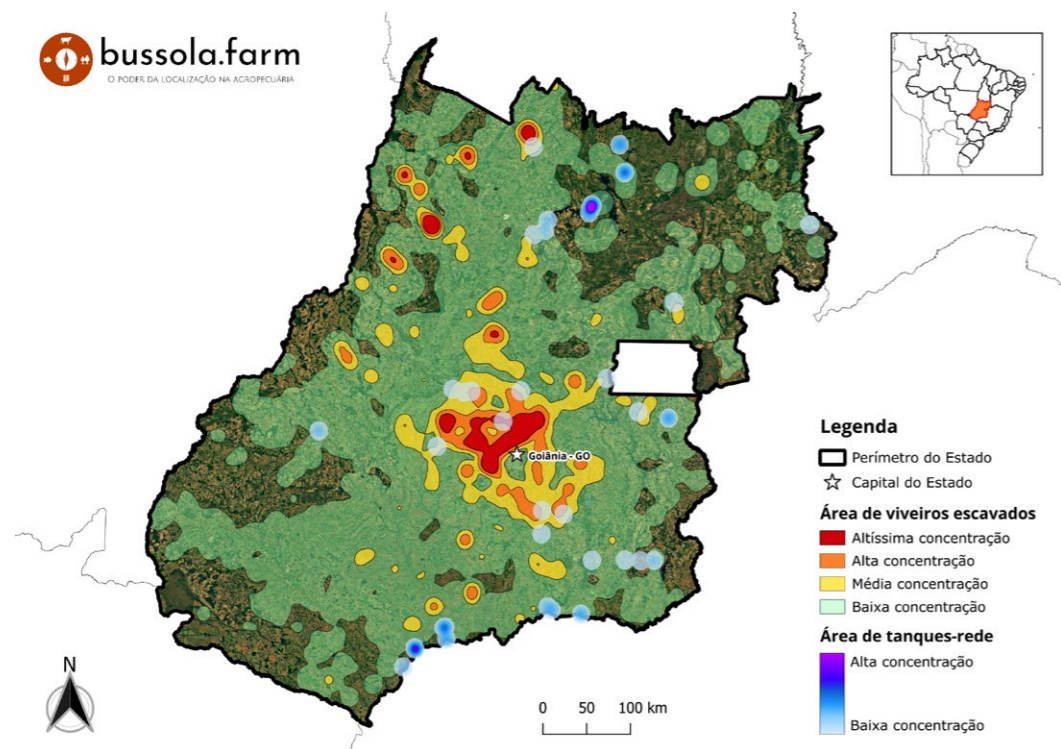 bussola.farm
O PODER DA LOCALIZAÇÃO NA AGROPECUÁRIA
Goiânia - GO
Legenda
Perímetro do Estado
Capital do Estado
Área de viveiros escavados
Altíssima concentração
Alta concentração
Média concentração
Baixa concentração
Área de tanques-rede
Alta concentração
Baixa concentração
N
0 50 100 km